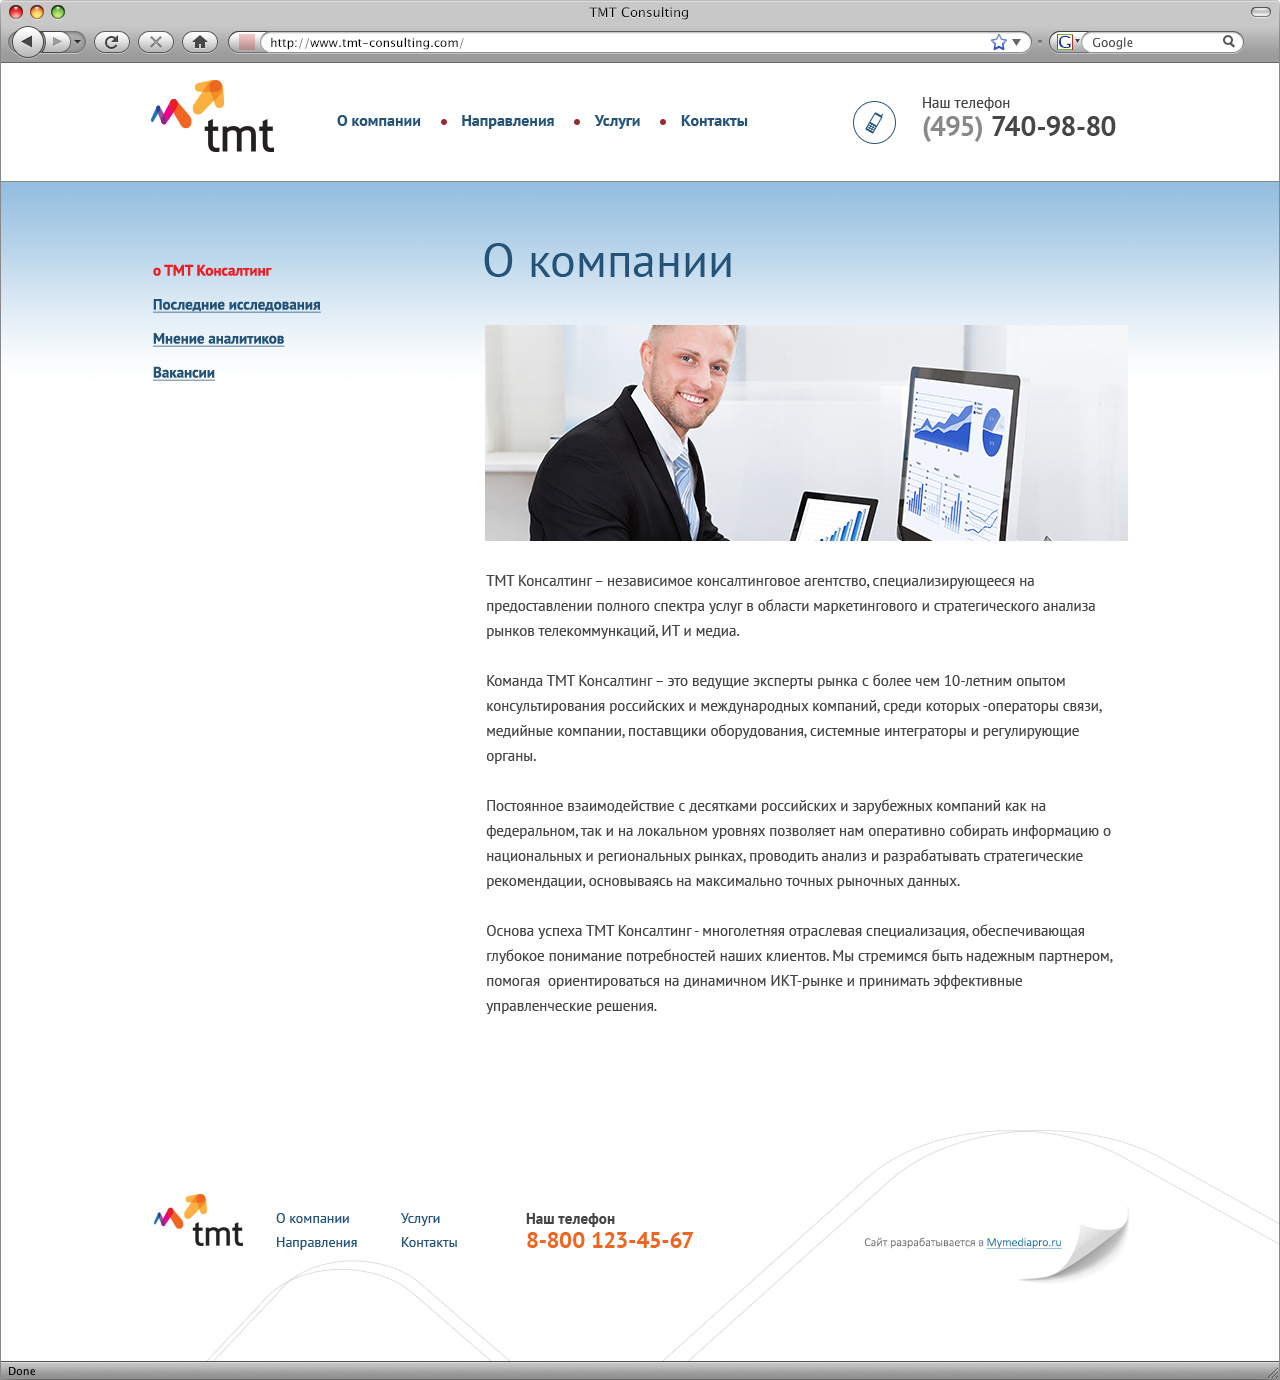 TMT Consulting
http://www.tmt-consulting.com/
Google
tmt
О компании
Направления
Услуги
Контакты
Наш телефон
(495) 740-98-80
о ТМТ Консалтинг
Последние исследования
Мнение аналитиков
Вакансии
О компании
ТМТ Консалтинг – независимое консалтинговое агентство, специализирующееся на
предоставлении полного спектра услуг в области маркетингового и стратегического анализа
рынков телекоммункаций, ИТ и медиа.
Команда ТМТ Консалтинг – это ведущие эксперты рынка с более чем 10-летним опытом
консультирования российских и международных компаний, среди которых -операторы связи,
медийные компании, поставщики оборудования, системные интеграторы и регулирующие
органы.
Постоянное взаимодействие с десятками российских и зарубежных компаний как на
федеральном, так и на локальном уровнях позволяет нам оперативно собирать информацию о
национальных и региональных рынках, проводить анализ и разрабатывать стратегические
рекомендации, основываясь на максимально точных рыночных данных.
Основа успеха ТМТ Консалтинг - многолетняя отраслевая специализация, обеспечивающая
глубокое понимание потребностей наших клиентов. Мы стремимся быть надежным партнером,
помогая  ориентироваться на динамичном ИКТ-рынке и принимать эффективные
управленческие решения.
tmt
О компании
Направления
Услуги
Контакты
Наш телефон
8-800 123-45-67
Сайт разрабатывается в Mymediapro.ru
Done